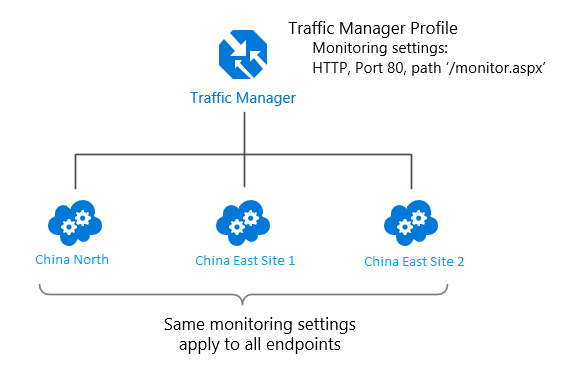 Traffic Manager Profile
Monitoring settings:
HTTP, Port 80, path ‘/monitor.aspx’
Traffic Manager
China North
China East Site 1
China East Site 2
Same monitoring settings
apply to all endpoints